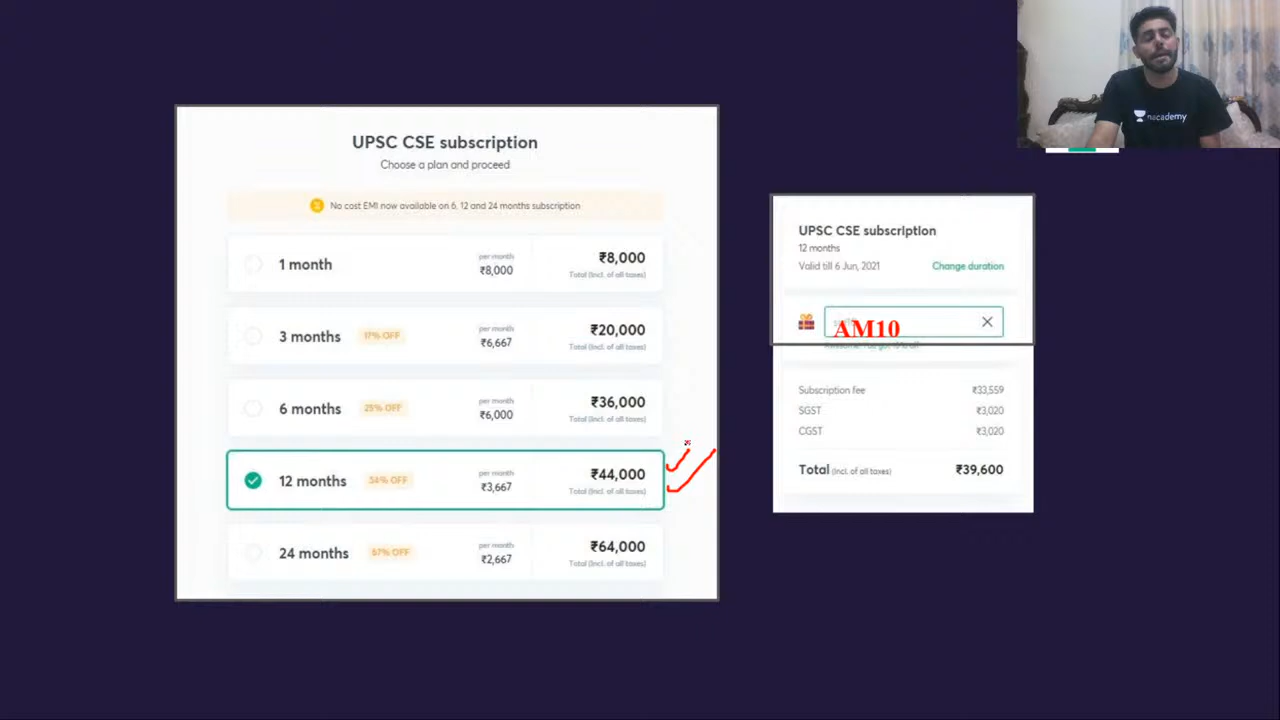 UPSC CSE subscription
Choose a plan and proceed
No cost EMI now available on 6, 12 and 24 months subscription
1 month
per month
₹8,000
₹8,000
Total (Incl. of all taxes)
3 months
17% OFF
per month
₹6,667
₹20,000
Total (Incl. of all taxes)
6 months
25% OFF
per month
₹6,000
₹36,000
Total (Incl. of all taxes)
12 months
54% OFF
per month
₹3,667
₹44,000
Total (Incl. of all taxes)
24 months
67% OFF
per month
₹2,667
₹64,000
Total (Incl. of all taxes)
nacademy
UPSC CSE subscription
12 months
Valid till 6 Jun, 2021
Change duration
AM10
Subscription fee
₹33,559
SGST
₹3,020
CGST
₹3,020
Total (Incl. of all taxes)
₹39,600